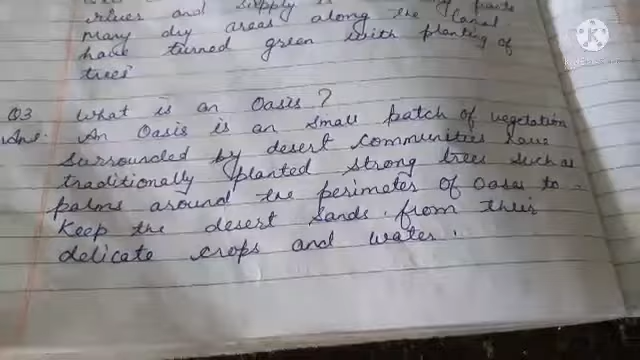 and supply is
many dry areas along the Canal
have turned green with planting of
trees
Q3 What is an Oasis?
Ans. An Oasis is an small patch of vegetation
surrounded by desert communities have
traditionally planted strong trees such as
palms around the perimeter of oases to -
Keep the desert sands. from their
delicate crops and water.
KINEMASTER